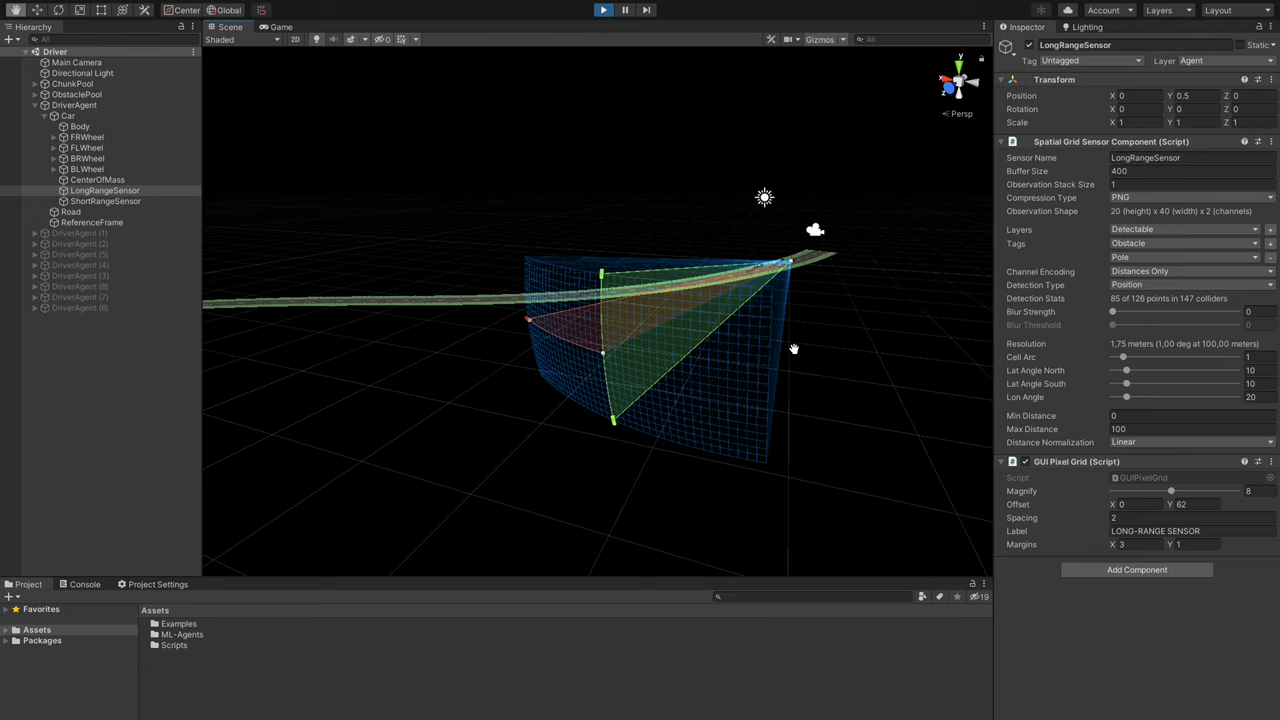 Center Global Account Layers Layout
Hierarchy Scene Game Inspector Lighting
All Shaded 2D 0 Gizmos All LongRangeSensor Static
Driver
Main Camera Tag Untagged Layer Agent
Directional Light Transform
ChunkPool
ObstaclePool Position X 0 Y 0.5 Z 0
DriverAgent Rotation X 0 Y 0 Z 0
Car Scale X 1 Y 1 Z 1
Body
FRWheel Spatial Grid Sensor Component (Script)
FLWheel Sensor Name LongRangeSensor
BRWheel Buffer Size 400
BLWheel Observation Stack Size 1
CenterOfMass Compression Type PNG
LongRangeSensor Observation Shape 20 (height) x 40 (width) x 2 (channels)
ShortRangeSensor
Road Layers Detectable
ReferenceFrame Tags Obstacle
DriverAgent (1) Pole
DriverAgent (2) Channel Encoding Distances Only
DriverAgent (4) Detection Type Position
DriverAgent (5) Detection Stats 85 of 126 points in 147 colliders
DriverAgent (3) Blur Strength 0
DriverAgent (8) Blur Threshold 0
DriverAgent (7) Resolution 1,75 meters (1,00 deg at 100,00 meters)
DriverAgent (6) Cell Arc 1
Lat Angle North 10
Lat Angle South 10
Lon Angle 20
Min Distance 0
Max Distance 100
Distance Normalization Linear
GUI Pixel Grid (Script)
Script GUIPixelGrid
Magnify 8
Offset X 0 Y 62
Spacing 2
Label LONG-RANGE SENSOR
Margins X 3 Y 1
Add Component
x y z
Persp
Project Console Project Settings
19
Favorites Assets
Assets Examples
Packages ML-Agents
Scripts